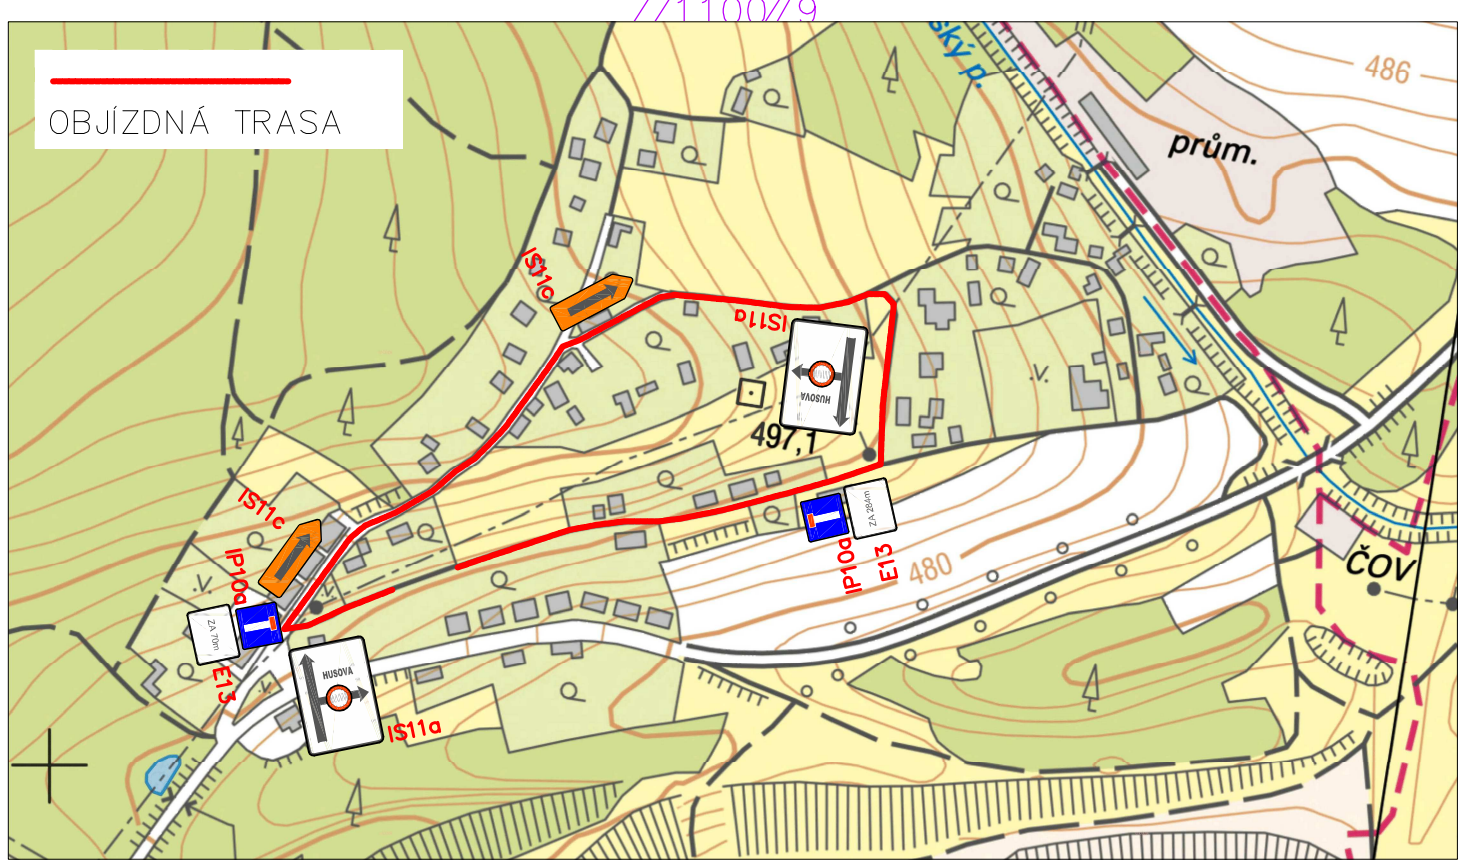 OBJÍZDNÁ TRASA
ský p.
486
prům.
IS11c
IS11a
HUSOVA
497,1
IS11c
IP10a
ZA 284m
IP10a
E13
480
ČOV
ZA 70m
E13
HUSOVA
IS11a
.v.
.v.